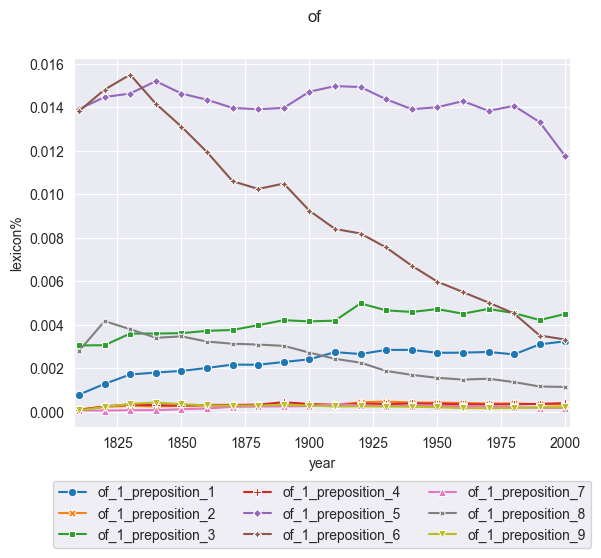 of
0.016
0.014
0.012
0.010
0.008
0.006
0.004
0.002
0.000
lexicon%
1825 1850 1875 1900 1925 1950 1975 2000
year
of_1_preposition_1 of_1_preposition_4 of_1_preposition_7
of_1_preposition_2 of_1_preposition_5 of_1_preposition_8
of_1_preposition_3 of_1_preposition_6 of_1_preposition_9